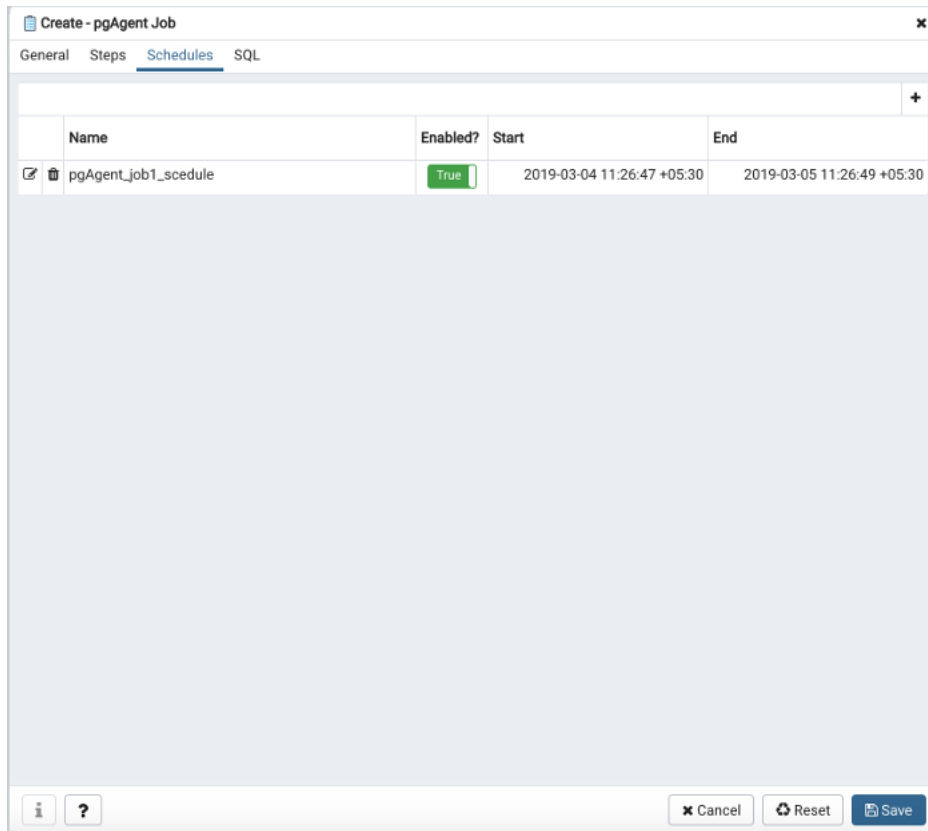 Create - pgAgent Job
General Steps Schedules SQL
Name Enabled? Start End
pgAgent_job1_scedule True 2019-03-04 11:26:47 +05:30 2019-03-05 11:26:49 +05:30
i ? Cancel Reset Save